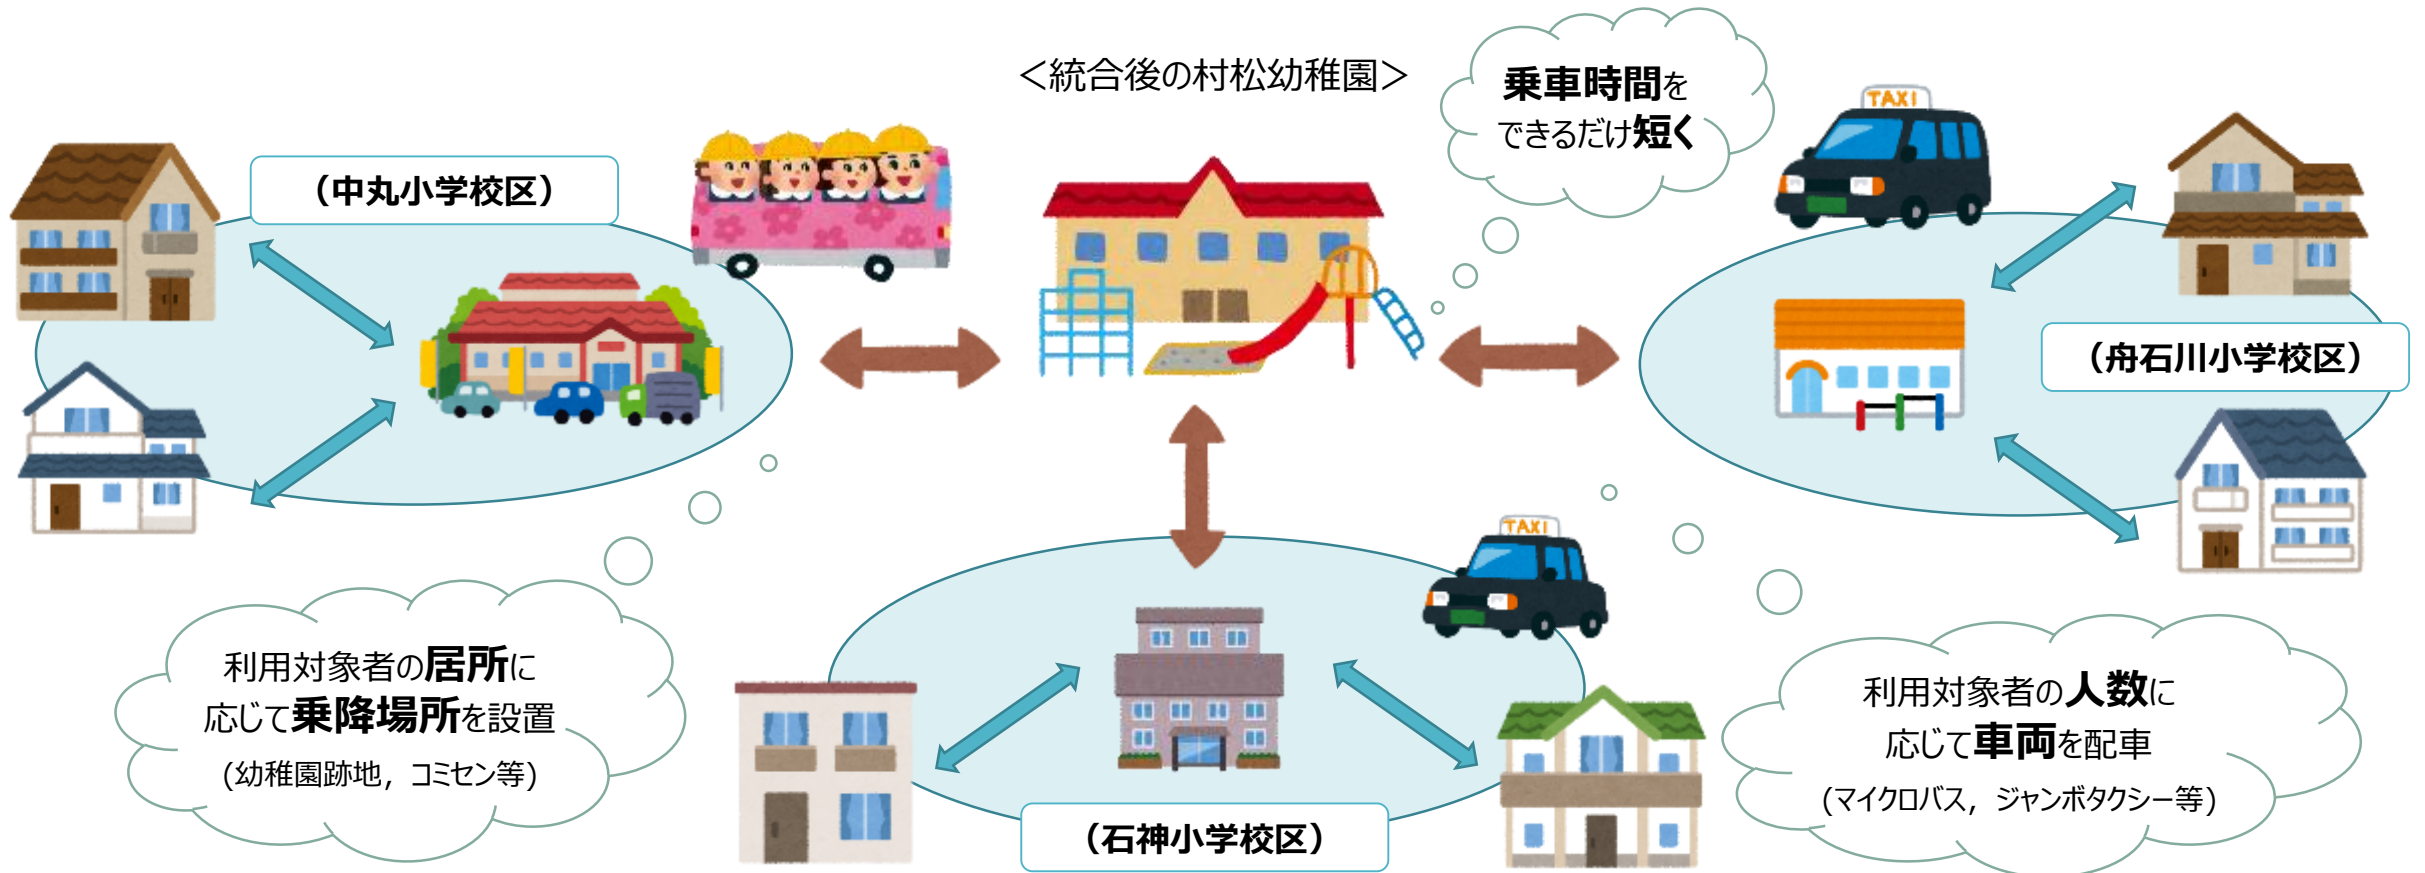 ＜統合後の村松幼稚園＞
乗車時間を
できるだけ短く
TAXI
（中丸小学校区）
（舟石川小学校区）
TAXI
利用対象者の居所に
応じて乗降場所を設置
(幼稚園跡地，コミセン等)
利用対象者の人数に
応じて車両を配車
(マイクロバス，ジャンボタクシー等)
（石神小学校区）